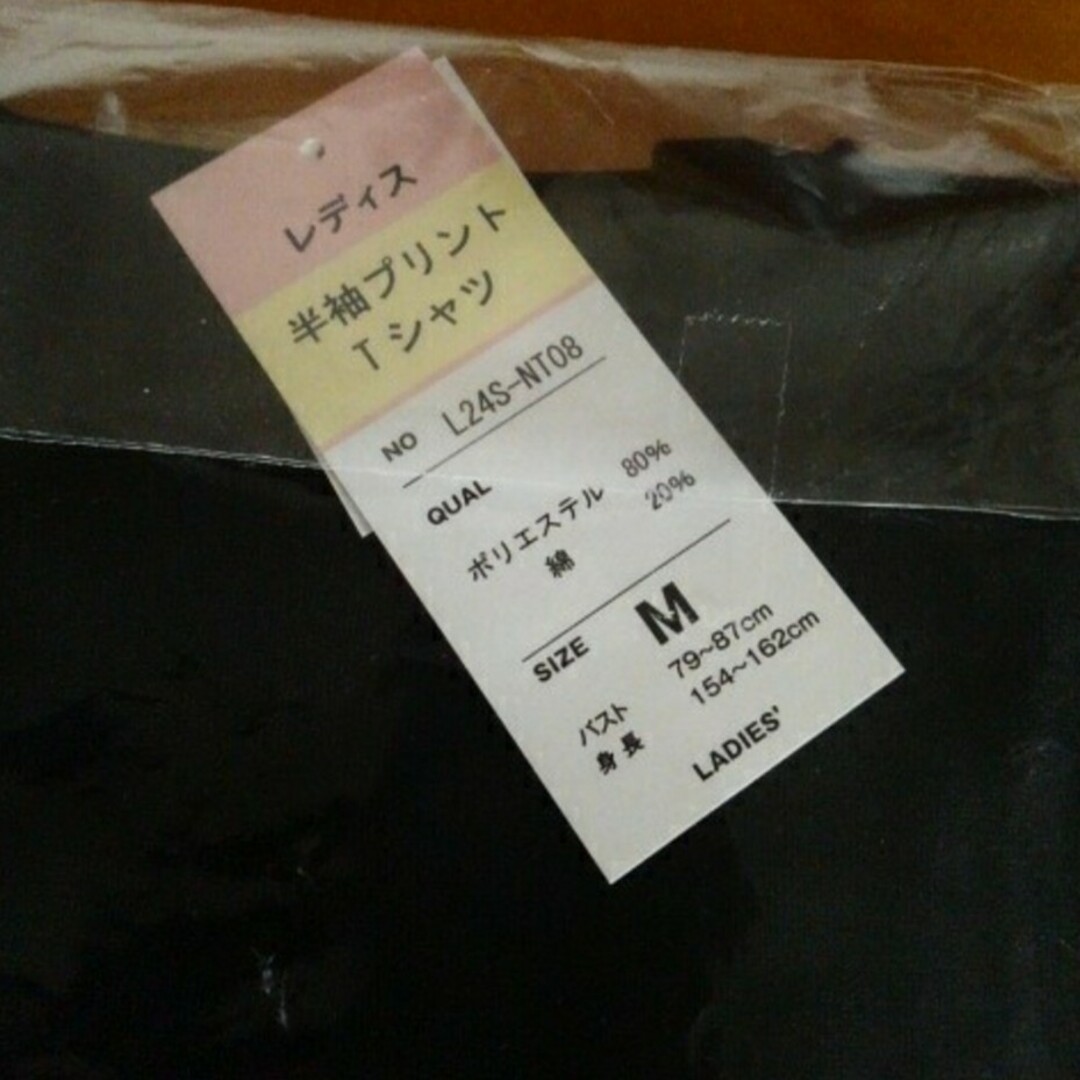 レディス
半袖プリント
Tシャツ
NO L24S-NT08
QUAL
ポリエステル 80%
綿 20%
SIZE M
バスト 79~87cm
身長 154~162cm
LADIES'